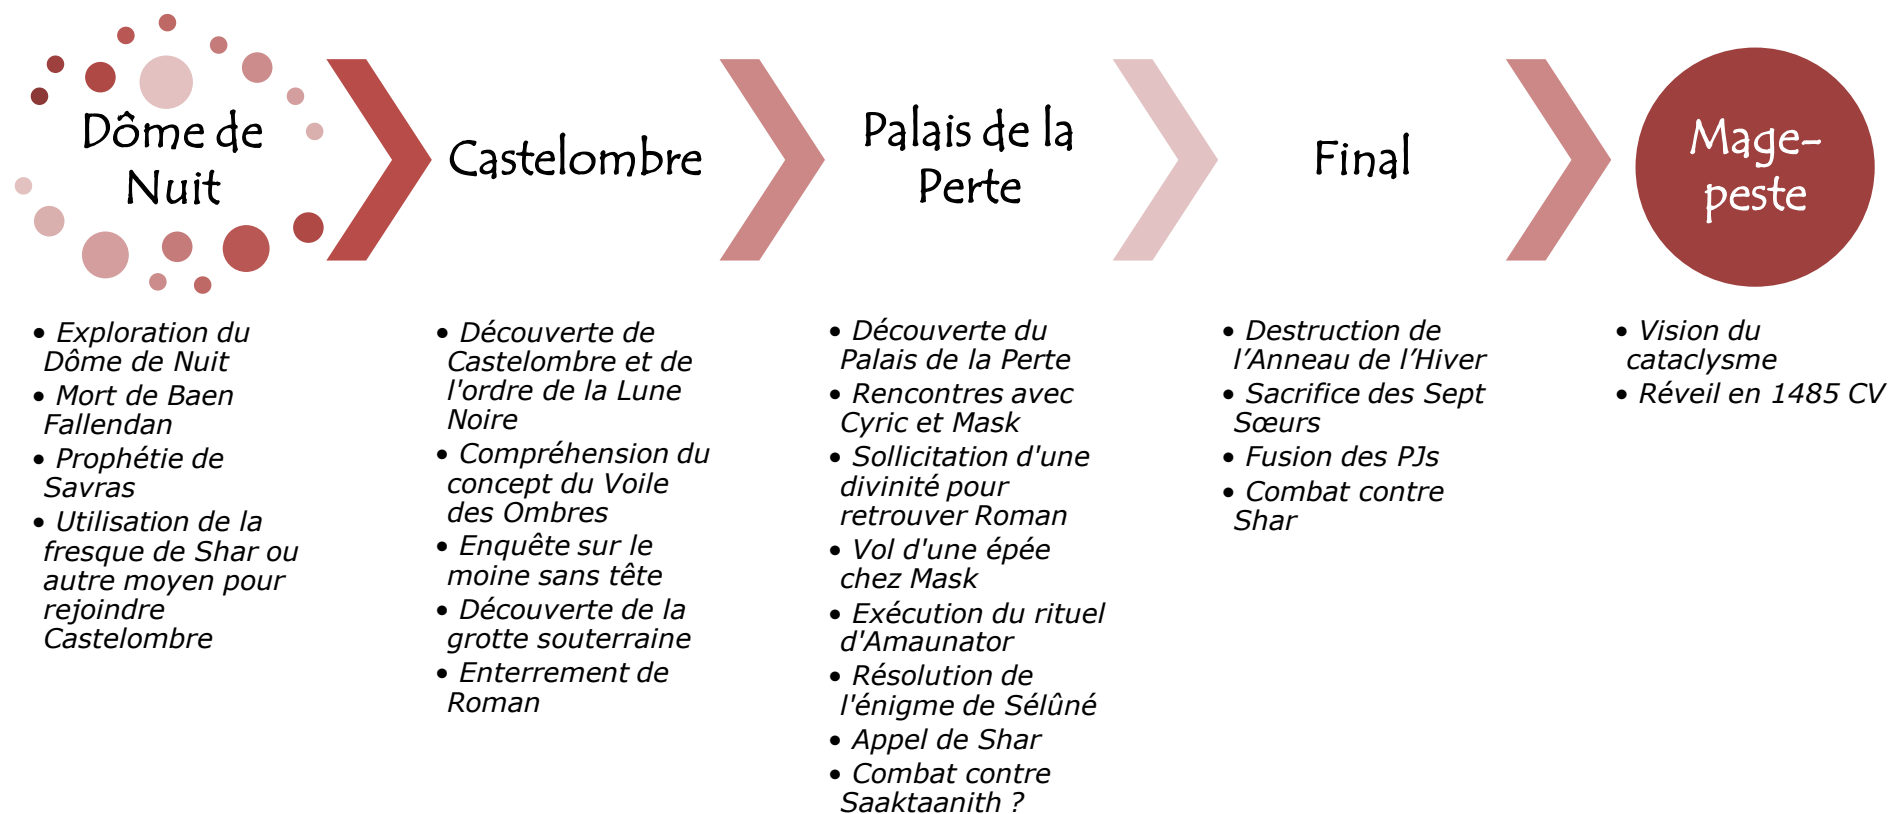 Dôme de
Nuit
Castelombre
Palais de la
Perte
Final
Mage-
peste
• Exploration du
Dôme de Nuit
• Mort de Baen
Fallendan
• Prophétie de
Savras
• Utilisation de la
fresque de Shar ou
autre moyen pour
rejoindre
Castelombre
• Découverte de
Castelombre et de
l'ordre de la Lune
Noire
• Compréhension du
concept du Voile
des Ombres
• Enquête sur le
moine sans tête
• Découverte de la
grotte souterraine
• Enterrement de
Roman
• Découverte du
Palais de la Perte
• Rencontres avec
Cyric et Mask
• Sollicitation d'une
divinité pour
retrouver Roman
• Vol d'une épée
chez Mask
• Exécution du rituel
d'Amaunator
• Résolution de
l'énigme de Sélûné
• Appel de Shar
• Combat contre
Saaktaanith ?
• Destruction de
l’Anneau de l’Hiver
• Sacrifice des Sept
Sœurs
• Fusion des PJs
• Combat contre
Shar
• Vision du
cataclysme
• Réveil en 1485 CV